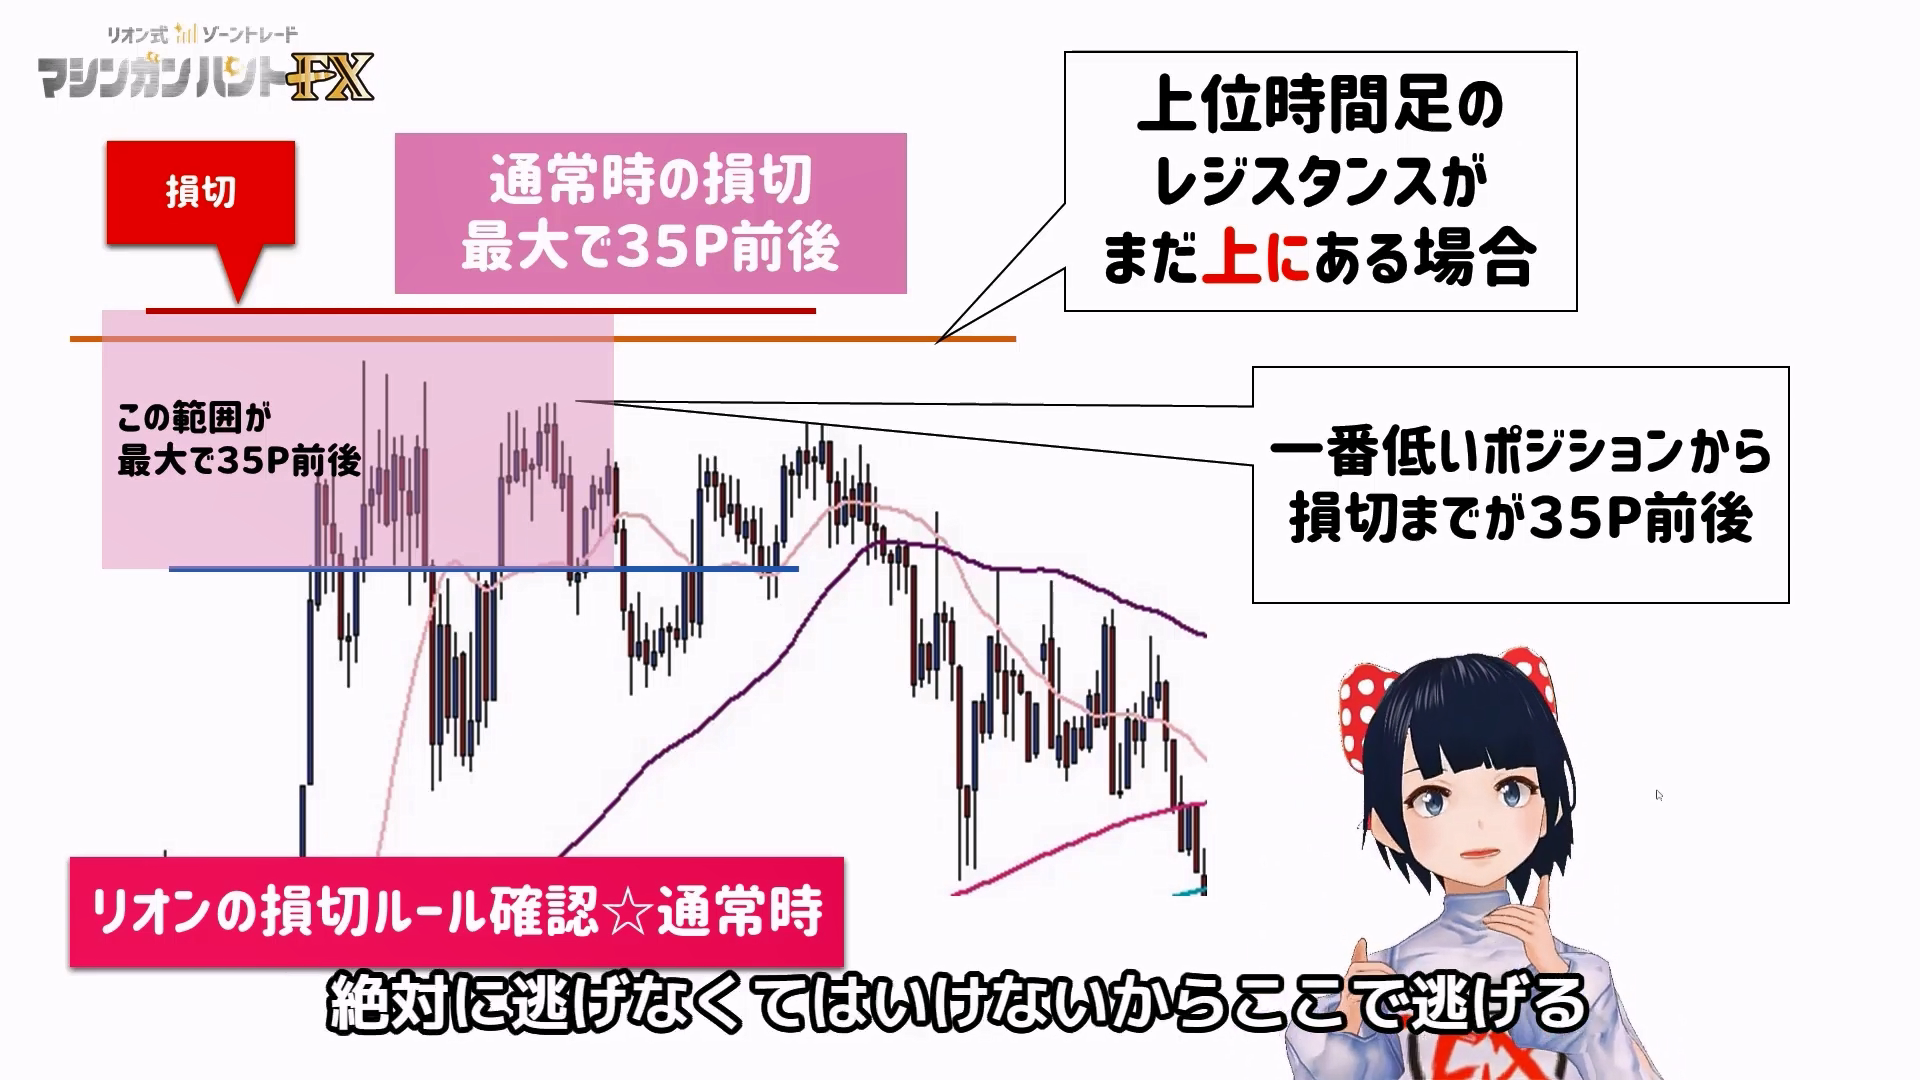 リオン式 ゾーントレード
マシンガンハントFX
損切
通常時の損切
最大で35P前後
上位時間足の
レジスタンスが
まだ上にある場合
この範囲が
最大で35P前後
一番低いポジションから
損切までが35P前後
リオンの損切ルール確認☆通常時
絶対に逃げなくてはいけないからここで逃げる
FX